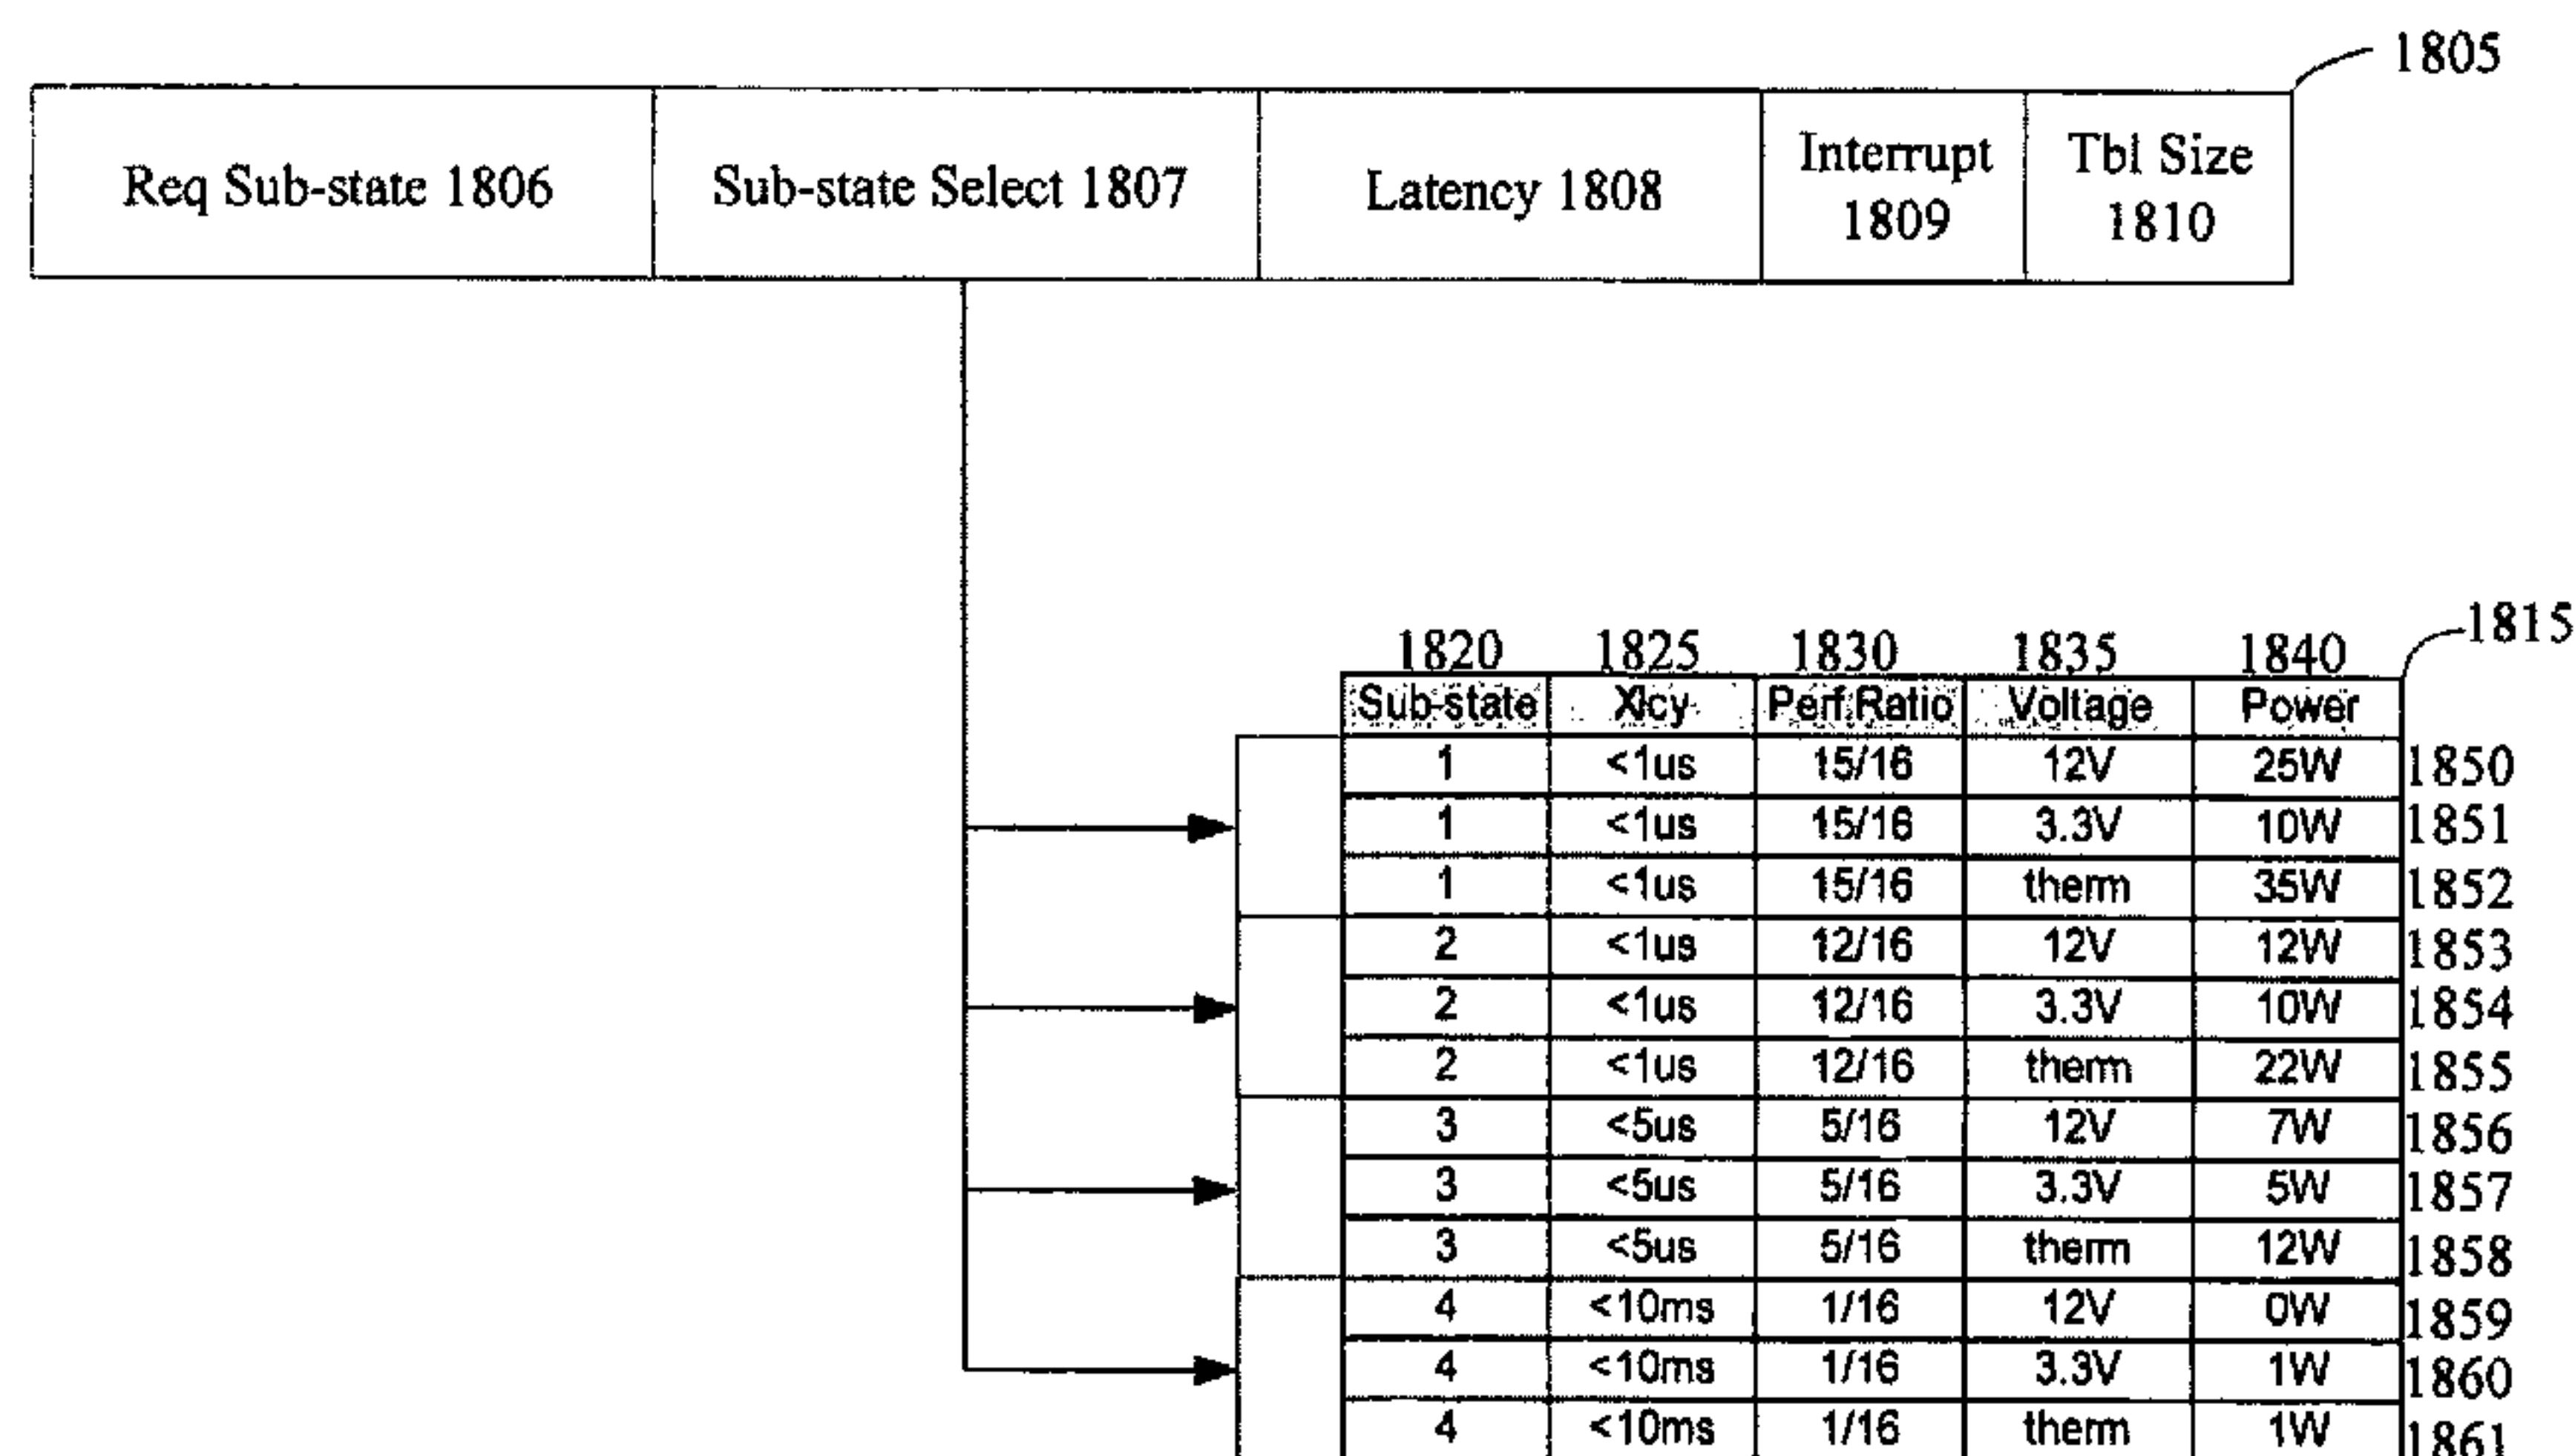 1805
Req Sub-state 1806 Sub-state Select 1807 Latency 1808 Interrupt 1809 Tbl Size 1810
1815
1820 1825 1830 1835 1840
Sub-state Xlcy Perf.Ratio Voltage Power
1 <1us 15/16 12V 25W 1850
1 <1us 15/16 3.3V 10W 1851
1 <1us 15/16 therm 35W 1852
2 <1us 12/16 12V 12W 1853
2 <1us 12/16 3.3V 10W 1854
2 <1us 12/16 therm 22W 1855
3 <5us 5/16 12V 7W 1856
3 <5us 5/16 3.3V 5W 1857
3 <5us 5/16 therm 12W 1858
4 <10ms 1/16 12V 0W 1859
4 <10ms 1/16 3.3V 1W 1860
4 <10ms 1/16 therm 1W 1861